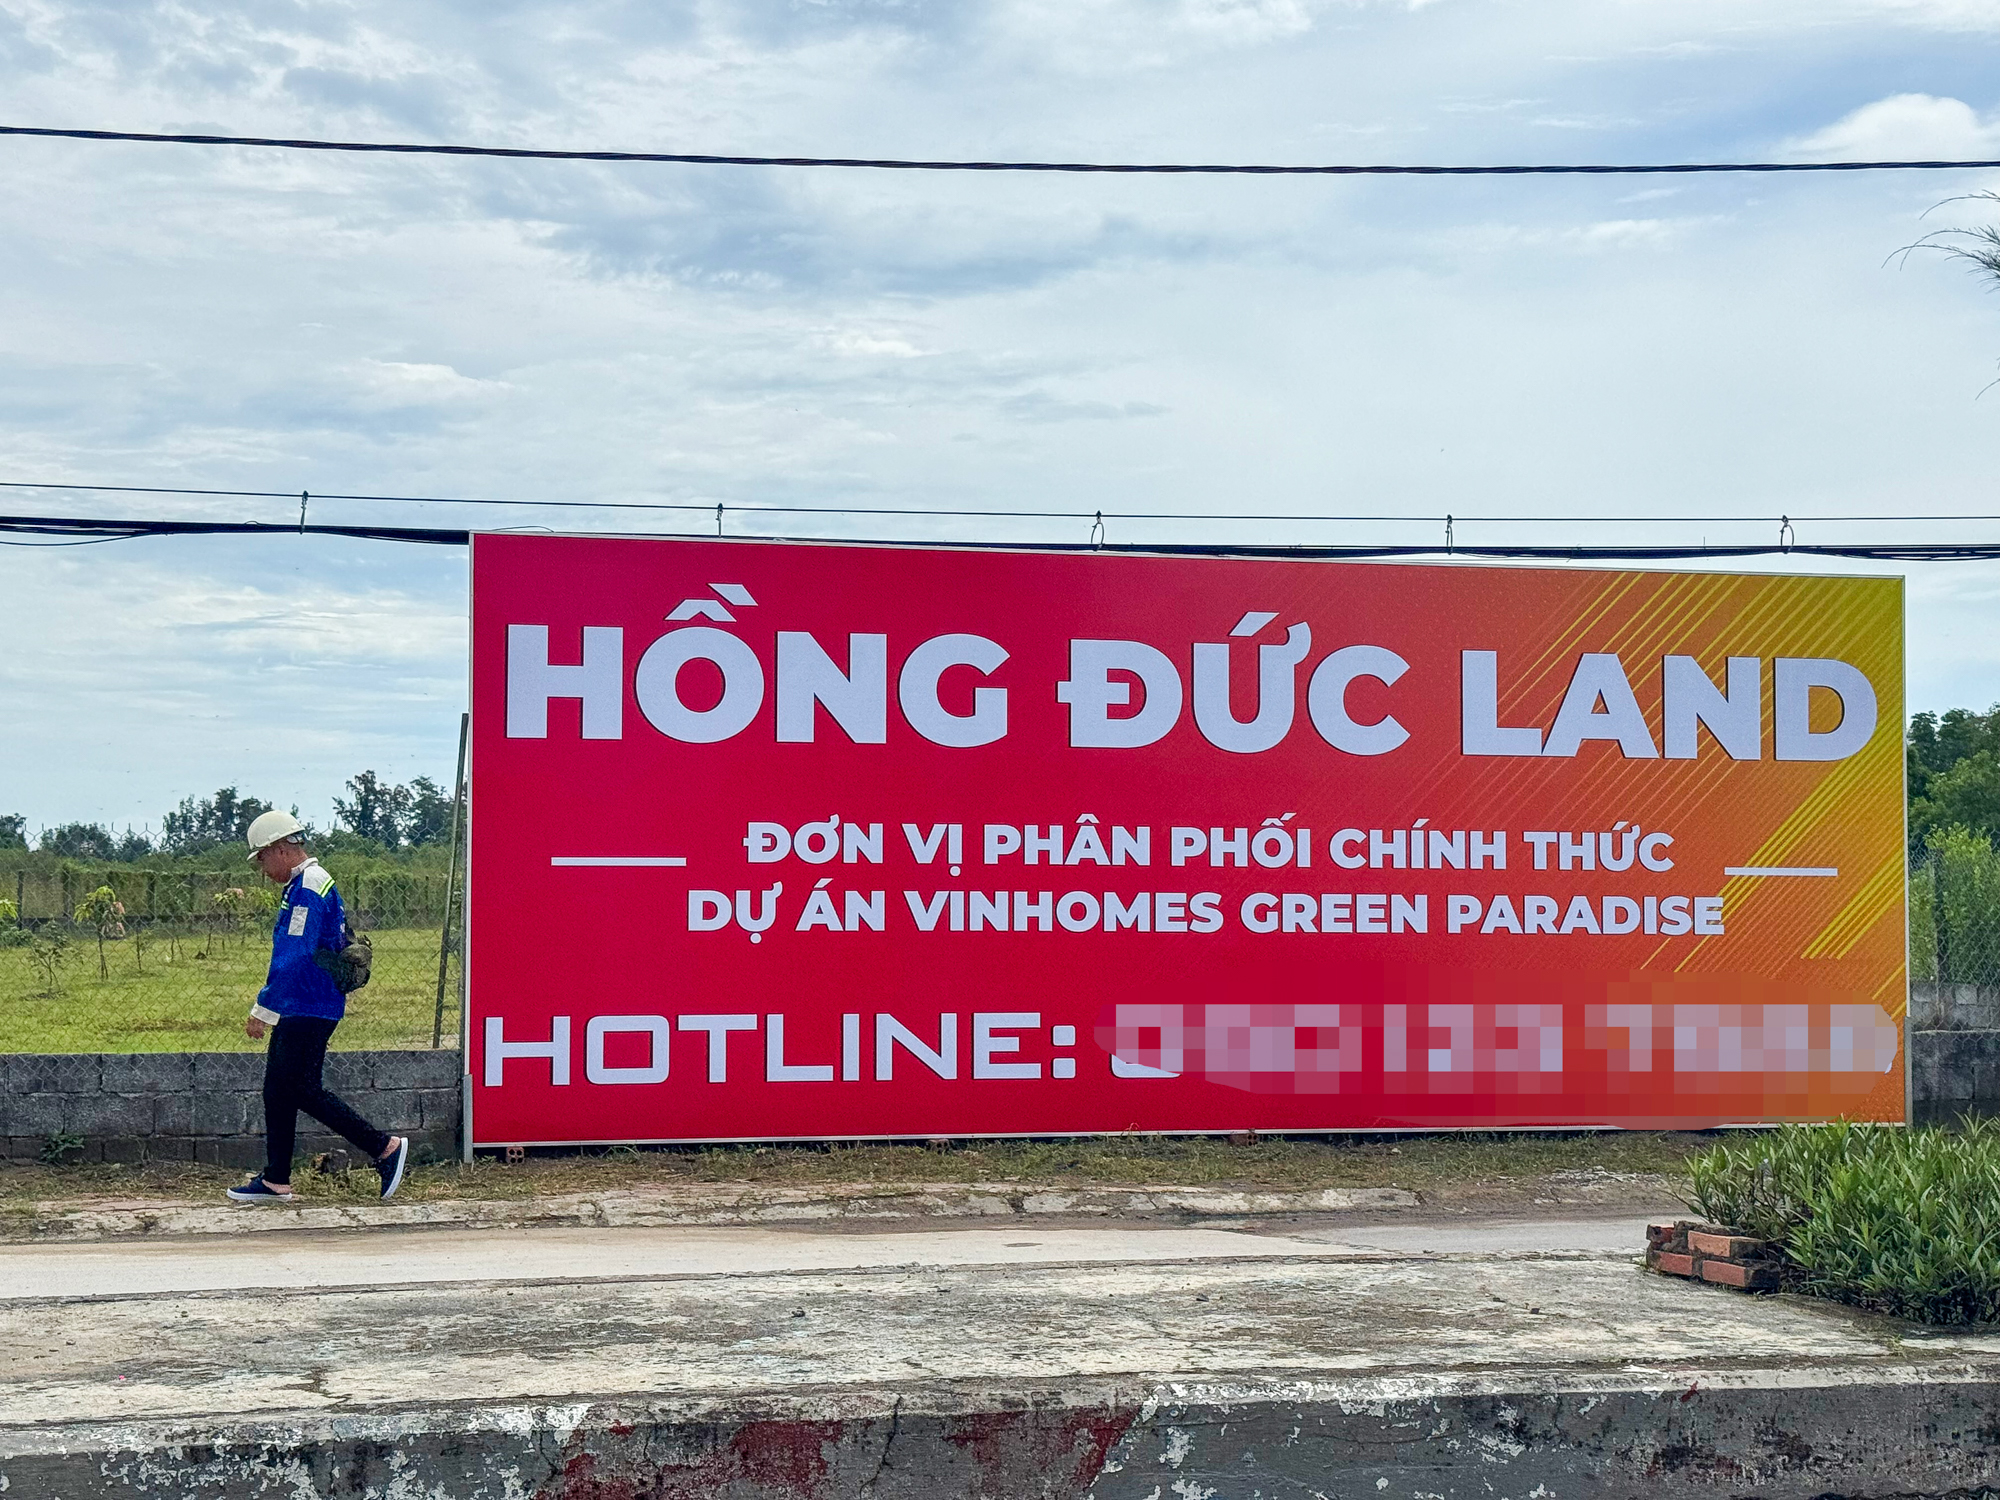 HỒNG ĐỨC LAND
ĐƠN VỊ PHÂN PHỐI CHÍNH THỨC
DỰ ÁN VINHOMES GREEN PARADISE
HOTLINE: